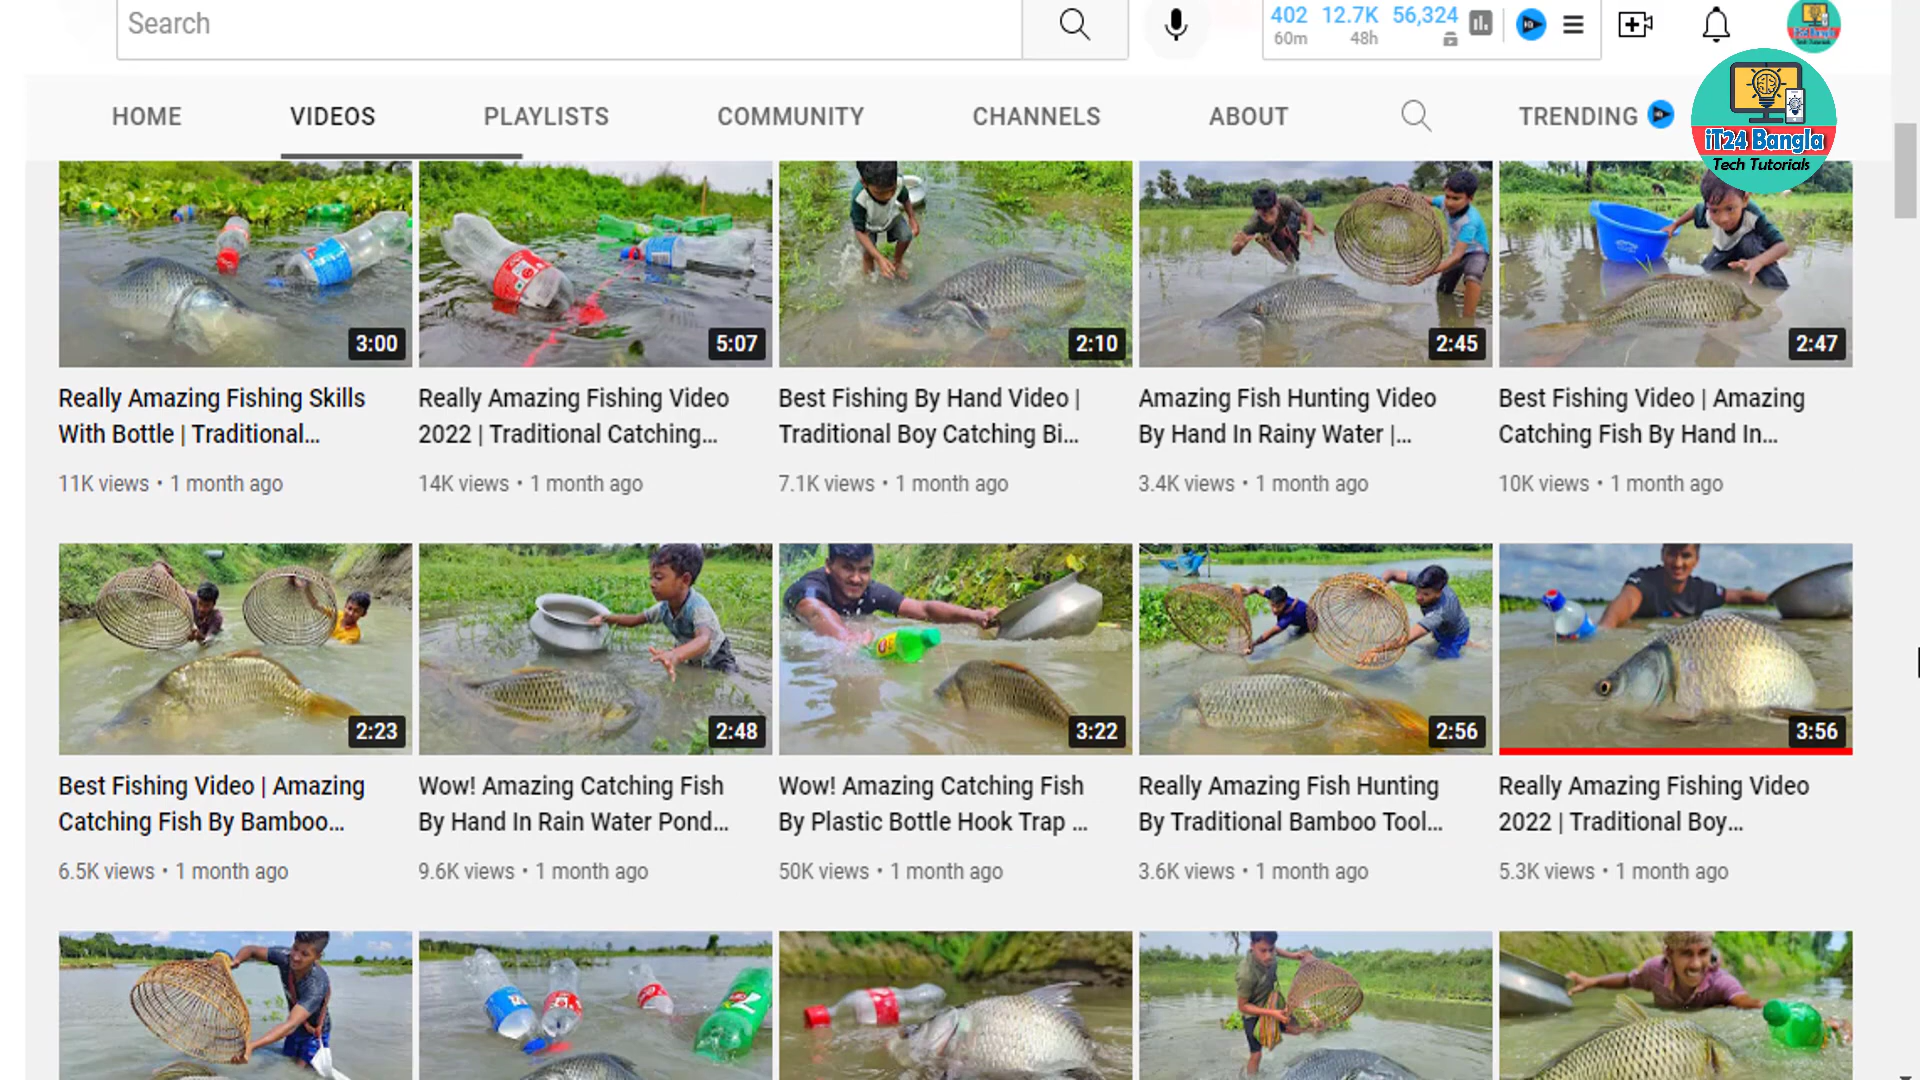 Search
402 12.7K 56,324
60m 48h
HOME VIDEOS PLAYLISTS COMMUNITY CHANNELS ABOUT TRENDING
iT24 Bangla
Tech Tutorials
3:00 5:07 2:10 2:45 2:47
Really Amazing Fishing Skills
With Bottle | Traditional...
11K views • 1 month ago
Really Amazing Fishing Video
2022 | Traditional Catching...
14K views • 1 month ago
Best Fishing By Hand Video |
Traditional Boy Catching Bi...
7.1K views • 1 month ago
Amazing Fish Hunting Video
By Hand In Rainy Water |...
3.4K views • 1 month ago
Best Fishing Video | Amazing
Catching Fish By Hand In...
10K views • 1 month ago
2:23 2:48 3:22 2:56 3:56
Best Fishing Video | Amazing
Catching Fish By Bamboo...
6.5K views • 1 month ago
Wow! Amazing Catching Fish
By Hand In Rain Water Pond...
9.6K views • 1 month ago
Wow! Amazing Catching Fish
By Plastic Bottle Hook Trap ...
50K views • 1 month ago
Really Amazing Fish Hunting
By Traditional Bamboo Tool...
3.6K views • 1 month ago
Really Amazing Fishing Video
2022 | Traditional Boy...
5.3K views • 1 month ago